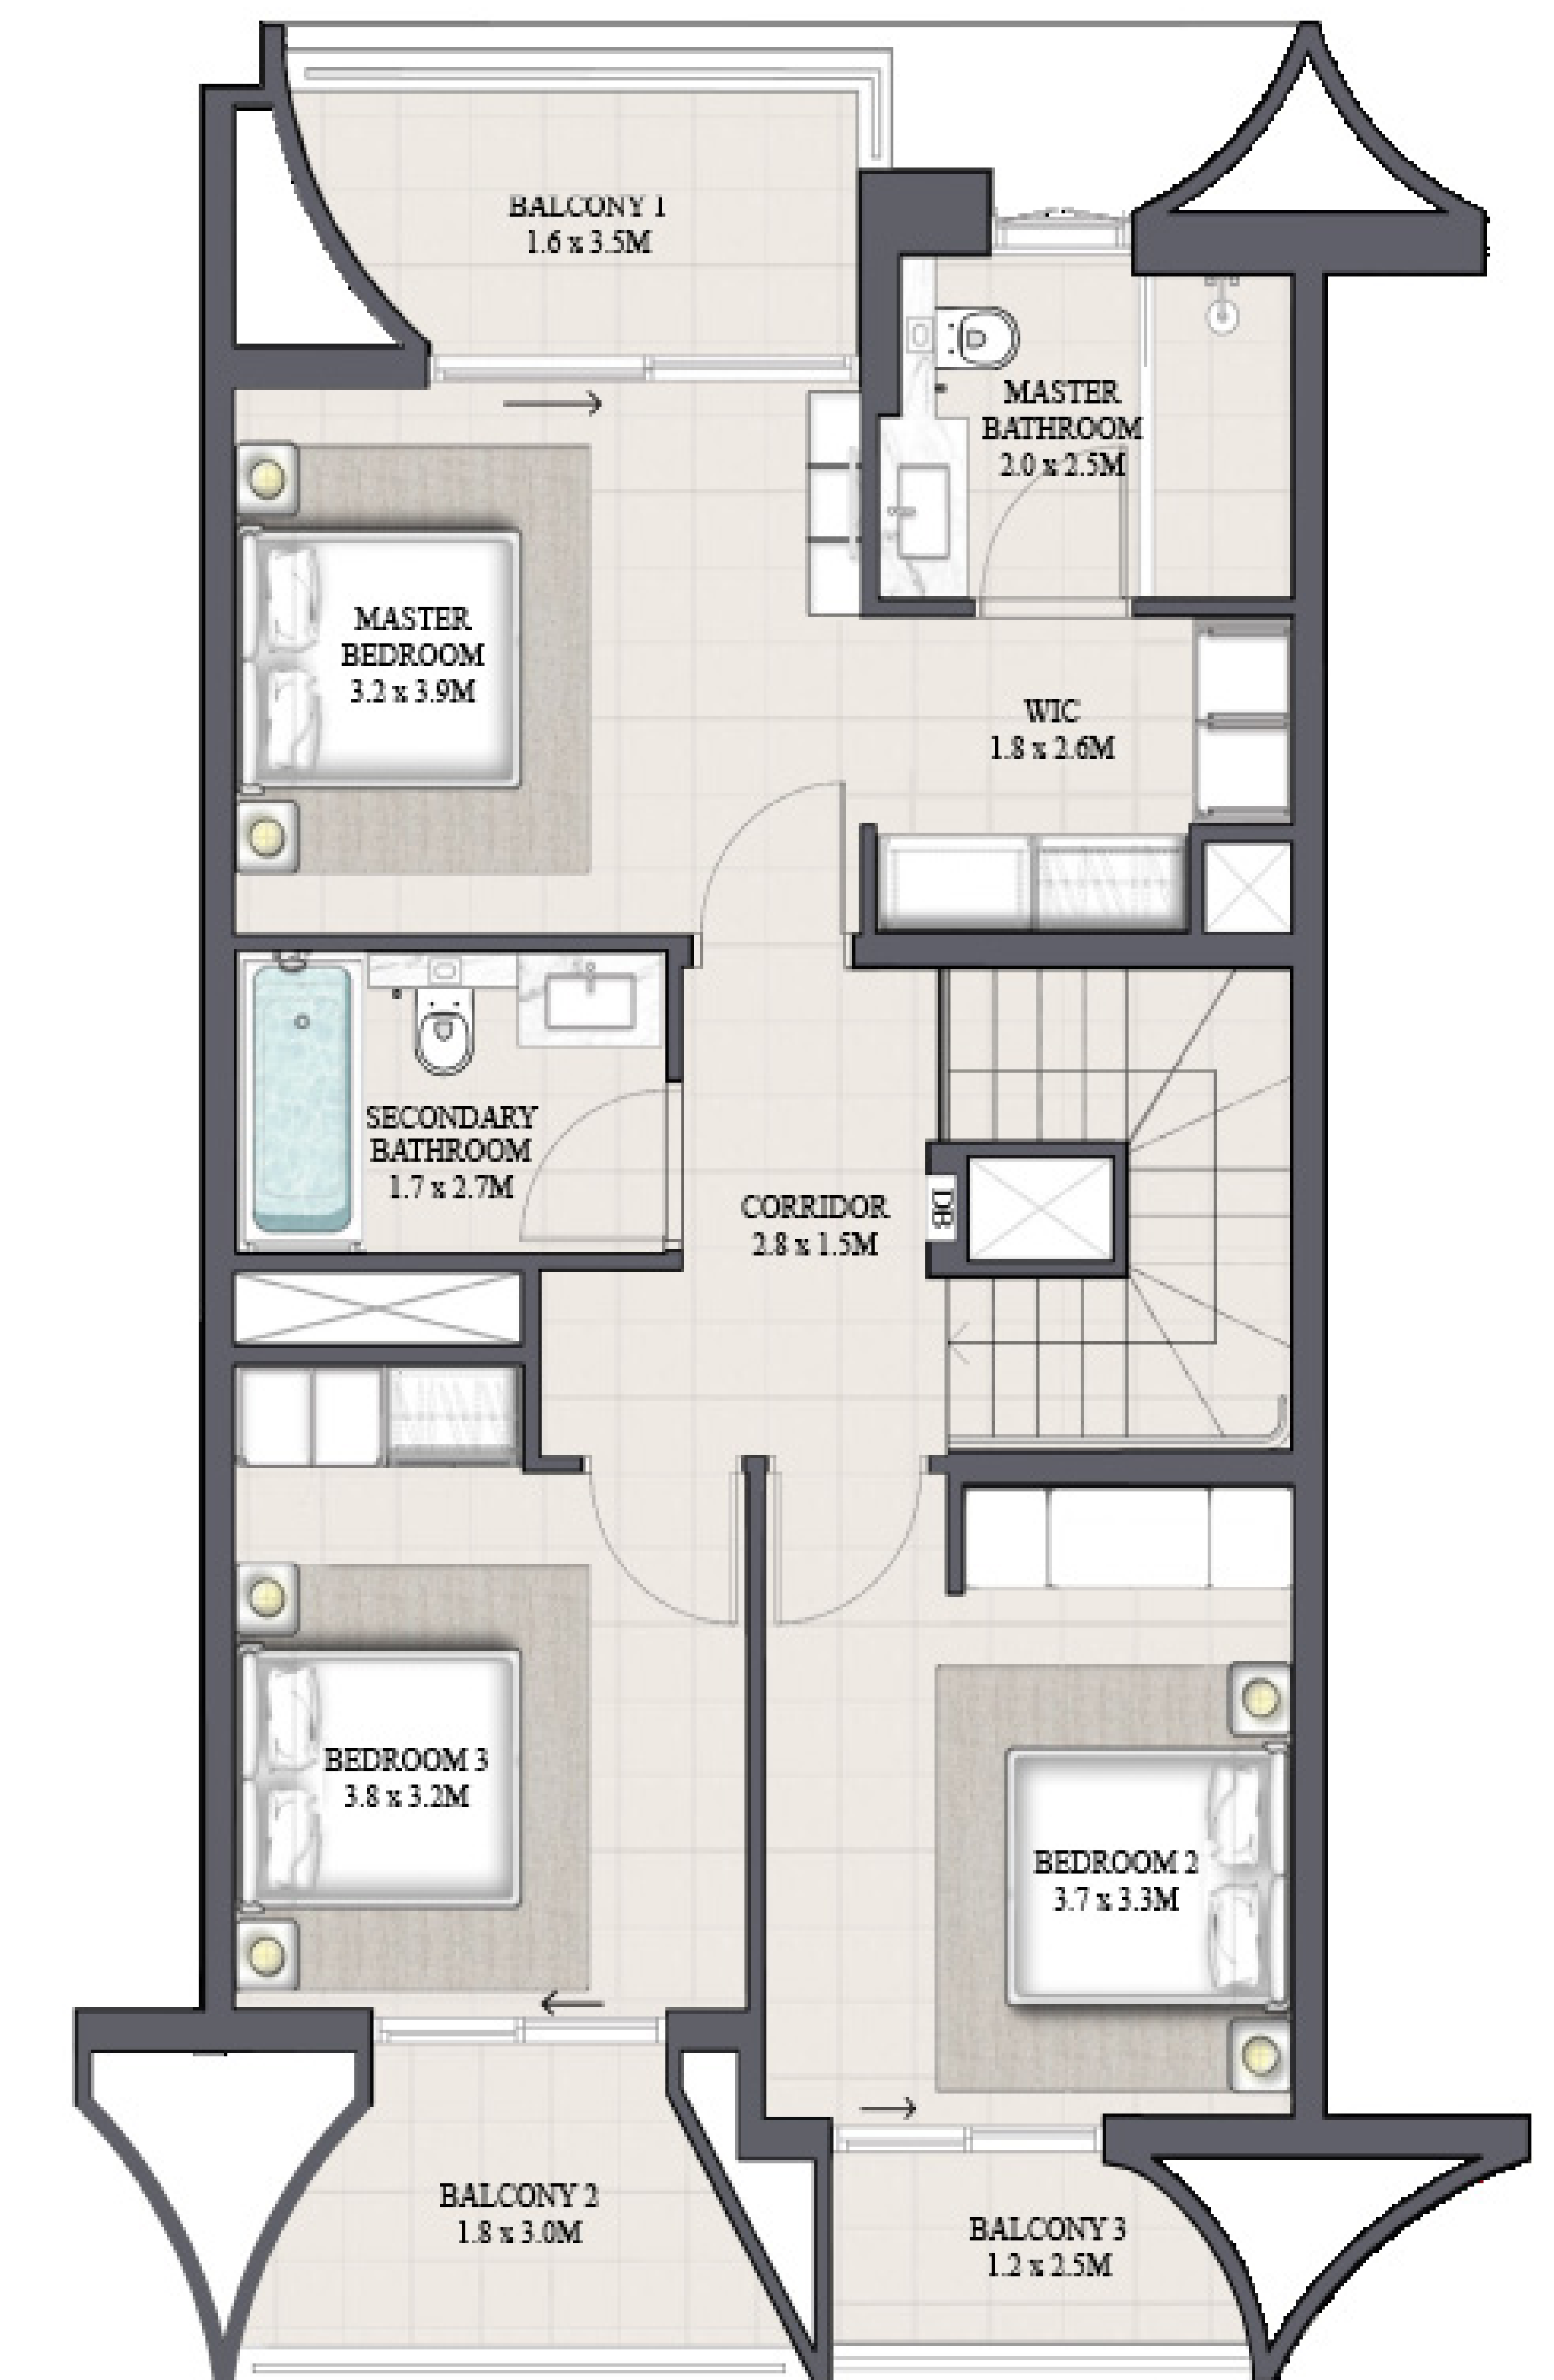 BALCONY 1
1.6 x 3.5M
MASTER
BATHROOM
2.0 x 2.5M
MASTER
BEDROOM
3.2 x 3.9M
WIC
1.8 x 2.6M
SECONDARY
BATHROOM
1.7 x 2.7M
CORRIDOR
2.8 x 1.5M
DB
BEDROOM 3
3.8 x 3.2M
BEDROOM 2
3.7 x 3.3M
BALCONY 2
1.8 x 3.0M
BALCONY 3
1.2 x 2.5M